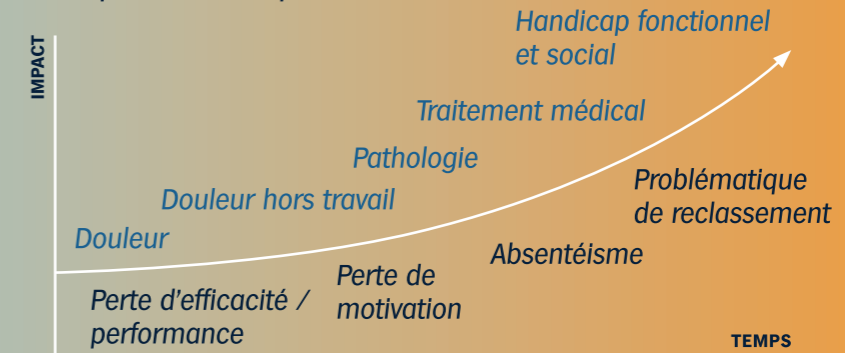 Handicap fonctionnel
et social
IMPACT
Traitement médical
Pathologie
Problématique
de reclassement
Douleur hors travail
Douleur
Absentéisme
Perte de
motivation
Perte d'efficacité /
performance
TEMPS